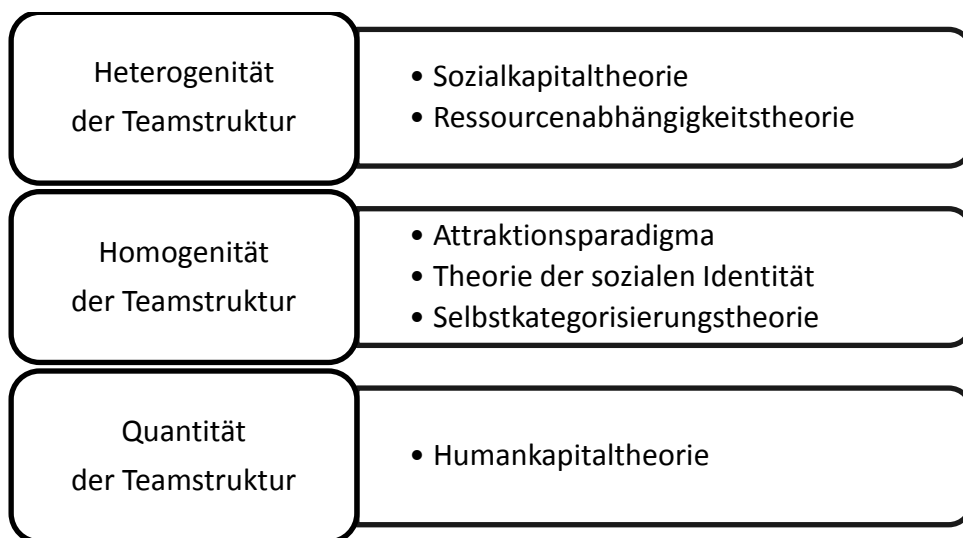 Heterogenität
der Teamstruktur
• Sozialkapitaltheorie
• Ressourcenabhängigkeitstheorie
Homogenität
der Teamstruktur
• Attraktionsparadigma
• Theorie der sozialen Identität
• Selbstkategorisierungstheorie
Quantität
der Teamstruktur
• Humankapitaltheorie